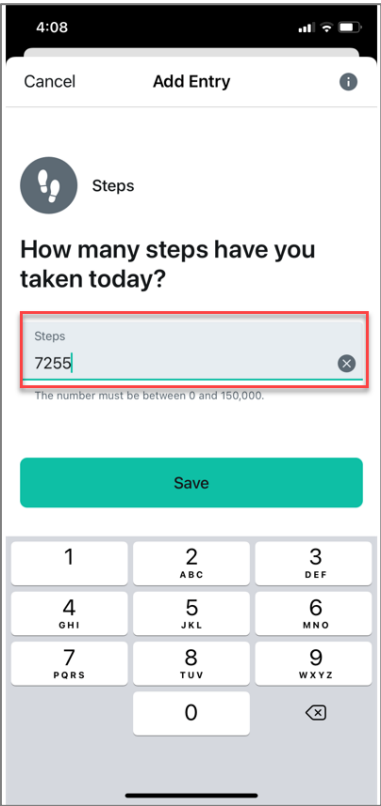 4:08
Cancel
Add Entry
Steps
How many steps have you
taken today?
Steps
7255
The number must be between 0 and 150,000.
Save
1
2
ABC
3
DEF
4
GHI
5
JKL
6
MNO
7
PQRS
8
TUV
9
WXYZ
0